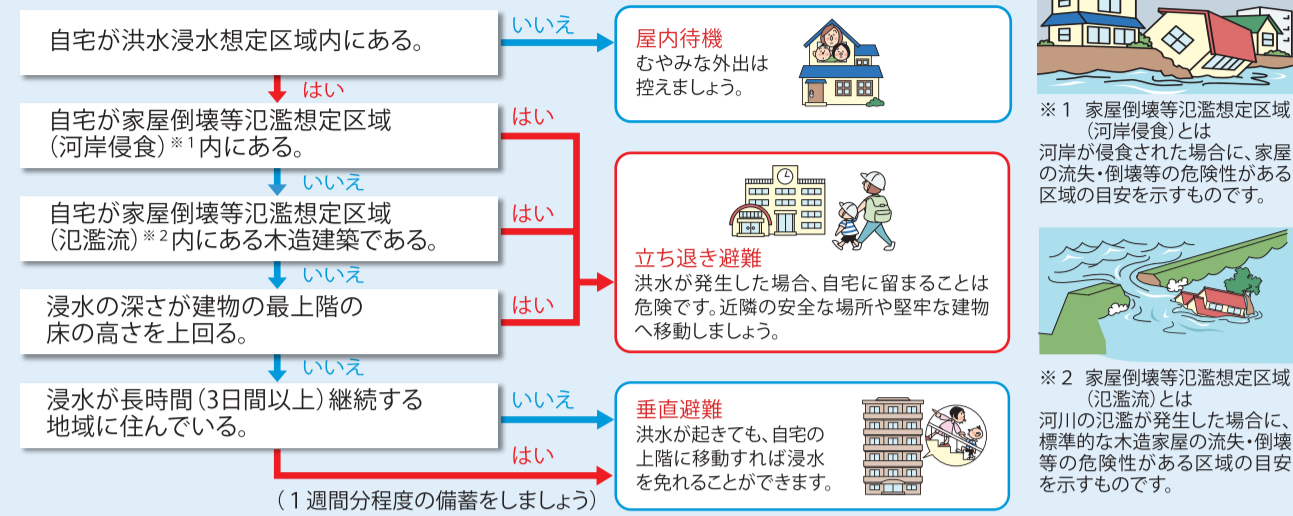 自宅が洪水浸水想定区域内にある。
いいえ
屋内待機
むやみな外出は
控えましょう。
はい
自宅が家屋倒壊等氾濫想定区域
(河岸侵食)※1内にある。
はい
いいえ
自宅が家屋倒壊等氾濫想定区域
(氾濫流)※2内にある木造建築である。
はい
いいえ
浸水の深さが建物の最上階の
床の高さを上回る。
はい
立ち退き避難
洪水が発生した場合、自宅に留まることは
危険です。近隣の安全な場所や堅牢な建物
へ移動しましょう。
いいえ
浸水が長時間(3日間以上)継続する
地域に住んでいる。
いいえ
はい
(1週間分程度の備蓄をしましょう)
垂直避難
洪水が起きても、自宅の
上階に移動すれば浸水
を免れることができます。
※1 家屋倒壊等氾濫想定区域
(河岸侵食)とは
河岸が侵食された場合に、家屋
の流失・倒壊等の危険性がある
区域の目安を示すものです。
※2 家屋倒壊等氾濫想定区域
(氾濫流)とは
河川の氾濫が発生した場合に、
標準的な木造家屋の流失・倒壊
等の危険性がある区域の目安
を示すものです。